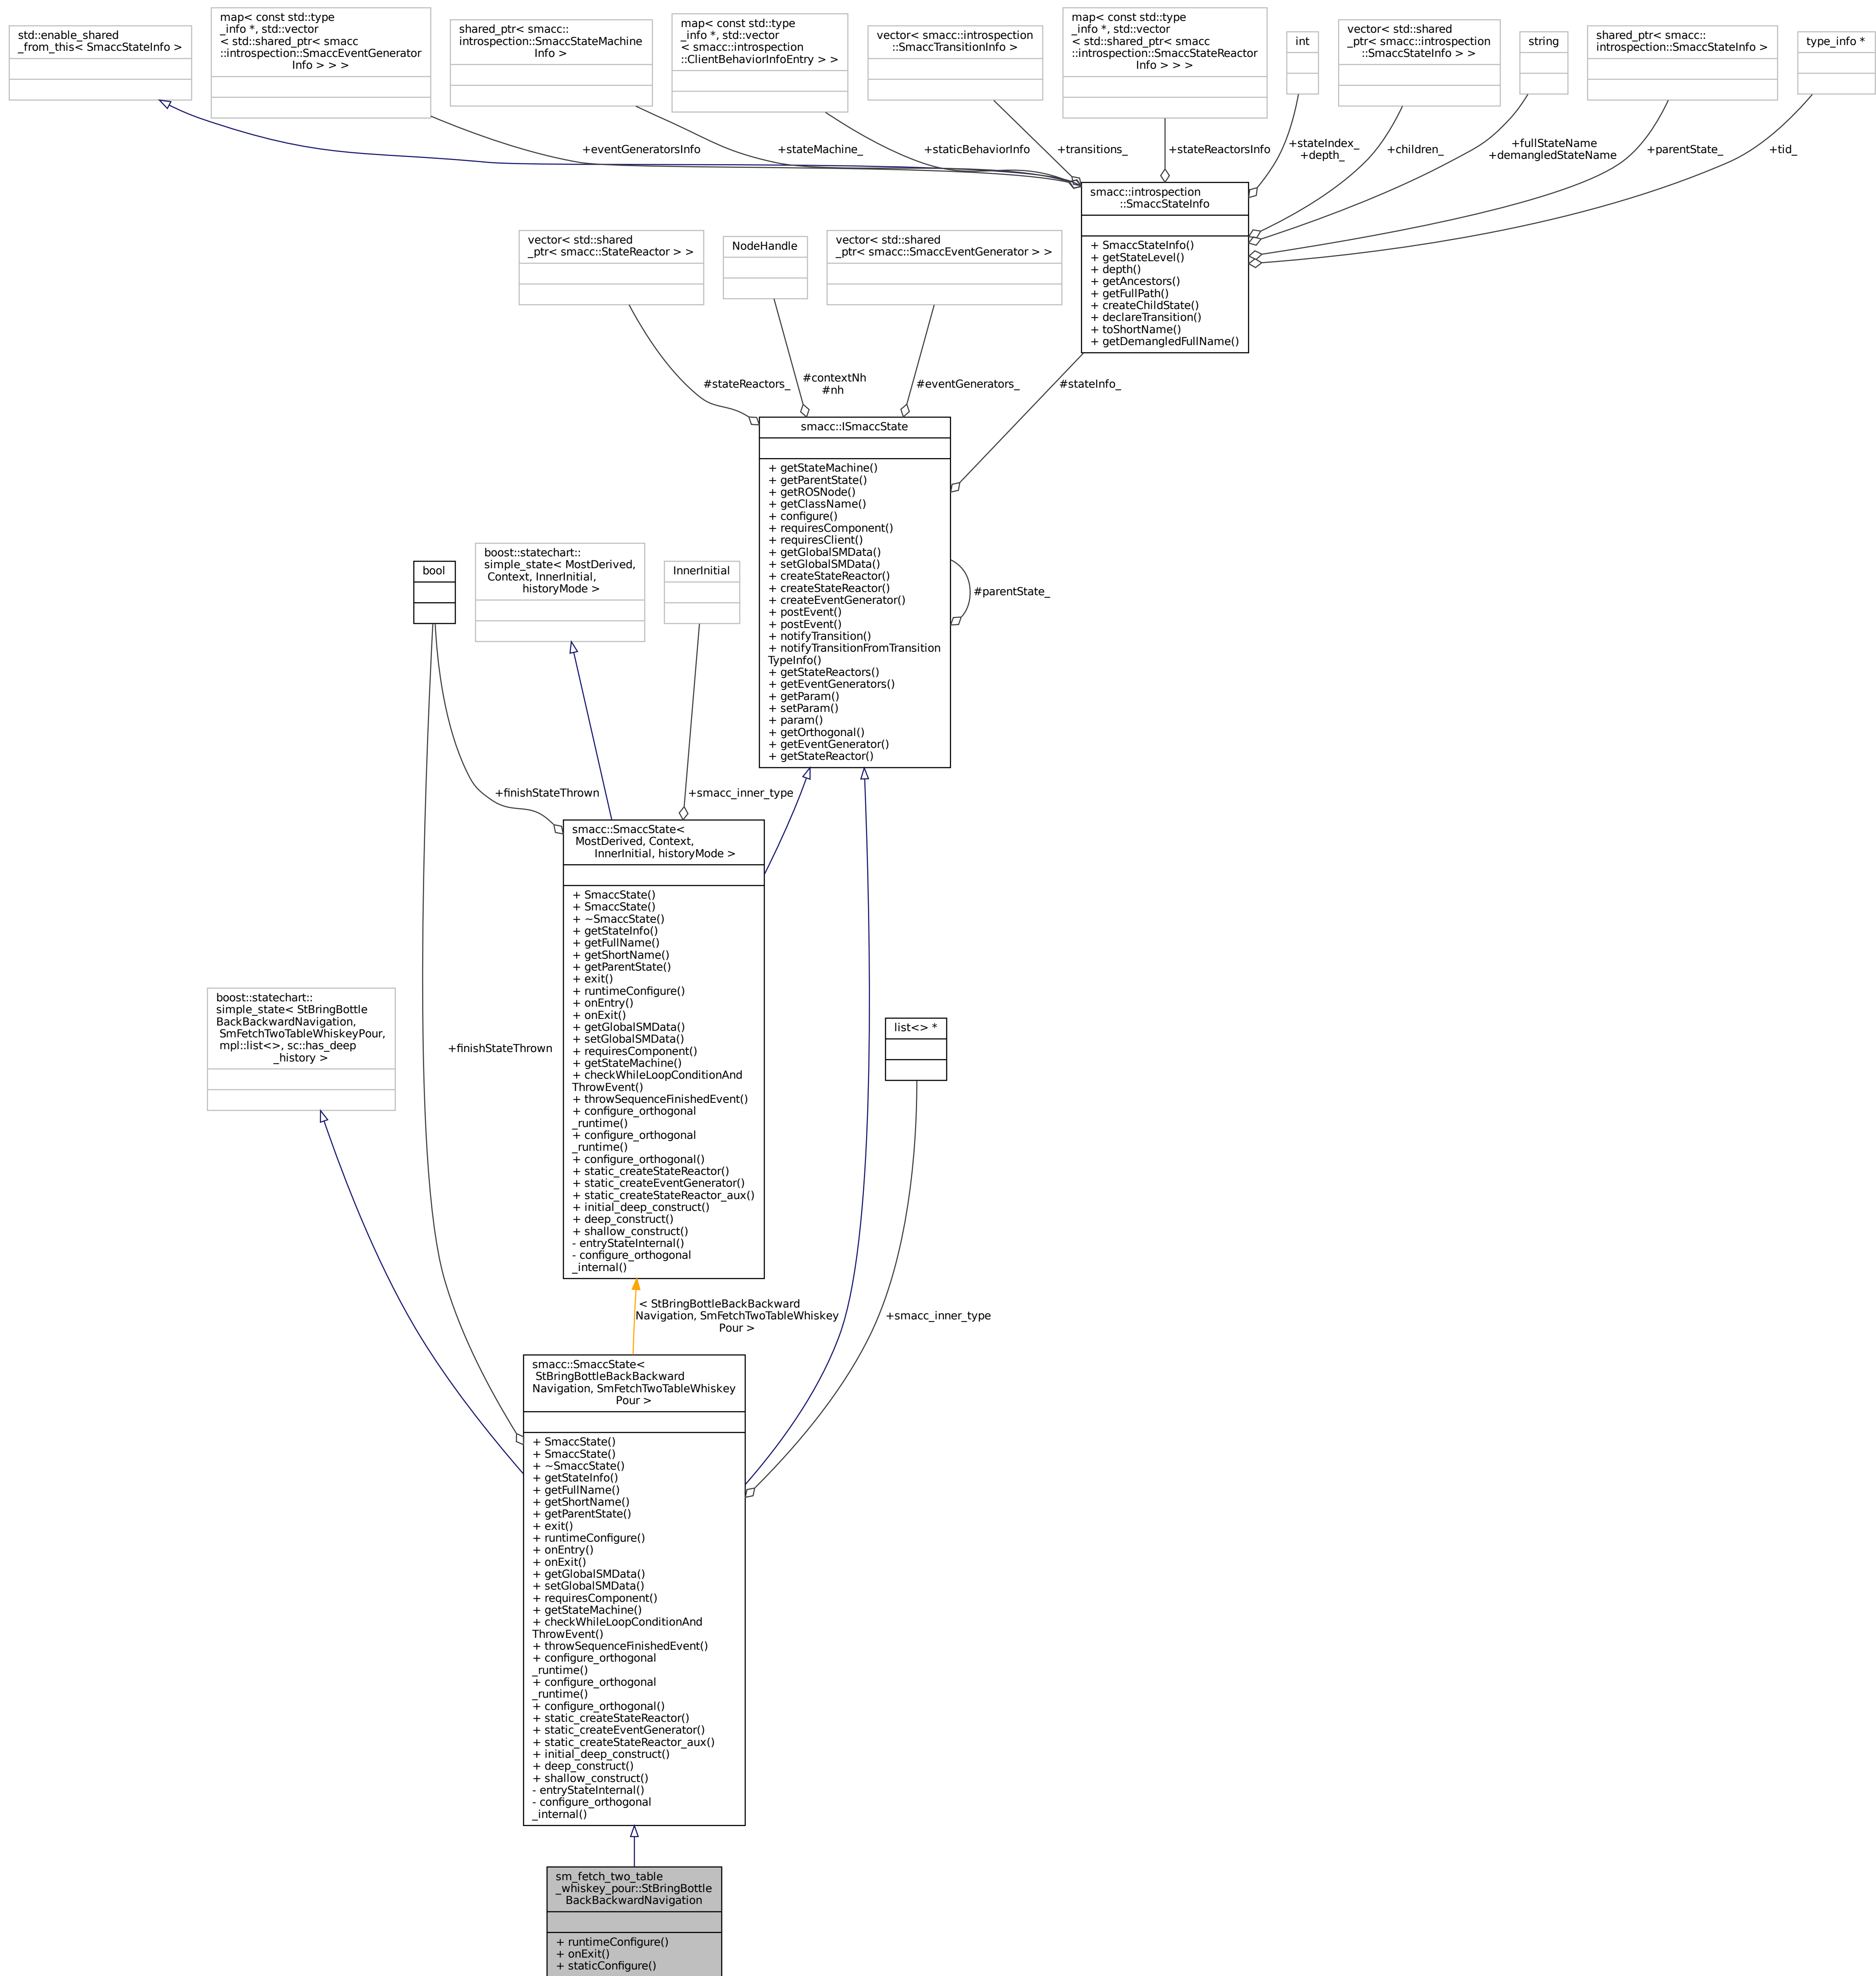 std::enable_shared
_from_this< SmaccStateInfo >
map< const std::type
_info *, std::vector
< std::shared_ptr< smacc
::introspection::SmaccEventGenerator
Info > > >
shared_ptr< smacc::
introspection::SmaccStateMachine
Info >
map< const std::type
_info *, std::vector
< smacc::introspection
::ClientBehaviorInfoEntry > >
vector< smacc::introspection
::SmaccTransitionInfo >
map< const std::type
_info *, std::vector
< std::shared_ptr< smacc
::introspection::SmaccStateReactor
Info > > >
int
vector< std::shared
_ptr< smacc::introspection
::SmaccStateInfo > >
string
shared_ptr< smacc::
introspection::SmaccStateInfo >
type_info *
+eventGeneratorsInfo
+stateMachine_
+staticBehaviorInfo
+transitions_
+stateReactorsInfo
+stateIndex_
+depth_
+children_
+fullStateName
+demangledStateName
+parentState_
+tid_
smacc::introspection
::SmaccStateInfo
+ SmaccStateInfo()
+ getStateLevel()
+ depth()
+ getAncestors()
+ getFullPath()
+ createChildState()
+ declareTransition()
+ toShortName()
+ getDemangledFullName()
vector< std::shared
_ptr< smacc::StateReactor > >
NodeHandle
vector< std::shared
_ptr< smacc::SmaccEventGenerator > >
#stateReactors_
#contextNh
#nh
#eventGenerators_
#stateInfo_
smacc::ISmaccState
+ getStateMachine()
+ getParentState()
+ getROSNode()
+ getClassName()
+ configure()
+ requiresComponent()
+ requiresClient()
+ getGlobalSMData()
+ setGlobalSMData()
+ createStateReactor()
+ createStateReactor()
+ createEventGenerator()
+ postEvent()
+ postEvent()
+ notifyTransition()
+ notifyTransitionFromTransition
TypeInfo()
+ getStateReactors()
+ getEventGenerators()
+ getParam()
+ setParam()
+ param()
+ getOrthogonal()
+ getEventGenerator()
+ getStateReactor()
#parentState_
bool
boost::statechart::
simple_state< MostDerived,
Context, InnerInitial,
historyMode >
InnerInitial
+finishStateThrown
+smacc_inner_type
smacc::SmaccState<
MostDerived, Context,
InnerInitial, historyMode >
+ SmaccState()
+ SmaccState()
+ ~SmaccState()
+ getStateInfo()
+ getFullName()
+ getShortName()
+ getParentState()
+ exit()
+ runtimeConfigure()
+ onEntry()
+ onExit()
+ getGlobalSMData()
+ setGlobalSMData()
+ requiresComponent()
+ getStateMachine()
+ checkWhileLoopConditionAnd
ThrowEvent()
+ throwSequenceFinishedEvent()
+ configure_orthogonal
_runtime()
+ configure_orthogonal
_runtime()
+ configure_orthogonal()
+ static_createStateReactor()
+ static_createEventGenerator()
+ static_createStateReactor_aux()
+ initial_deep_construct()
+ deep_construct()
+ shallow_construct()
- entryStateInternal()
- configure_orthogonal
_internal()
boost::statechart::
simple_state< StBringBottle
BackBackwardNavigation,
SmFetchTwoTableWhiskeyPour,
mpl::list<>, sc::has_deep
_history >
+finishStateThrown
list<> *
< StBringBottleBackBackward
Navigation, SmFetchTwoTableWhiskey
Pour >
+smacc_inner_type
smacc::SmaccState<
StBringBottleBackBackward
Navigation, SmFetchTwoTableWhiskey
Pour >
+ SmaccState()
+ SmaccState()
+ ~SmaccState()
+ getStateInfo()
+ getFullName()
+ getShortName()
+ getParentState()
+ exit()
+ runtimeConfigure()
+ onEntry()
+ onExit()
+ getGlobalSMData()
+ setGlobalSMData()
+ requiresComponent()
+ getStateMachine()
+ checkWhileLoopConditionAnd
ThrowEvent()
+ throwSequenceFinishedEvent()
+ configure_orthogonal
_runtime()
+ configure_orthogonal
_runtime()
+ configure_orthogonal()
+ static_createStateReactor()
+ static_createEventGenerator()
+ static_createStateReactor_aux()
+ initial_deep_construct()
+ deep_construct()
+ shallow_construct()
- entryStateInternal()
- configure_orthogonal
_internal()
sm_fetch_two_table
_whiskey_pour::StBringBottle
BackBackwardNavigation
+ runtimeConfigure()
+ onExit()
+ staticConfigure()